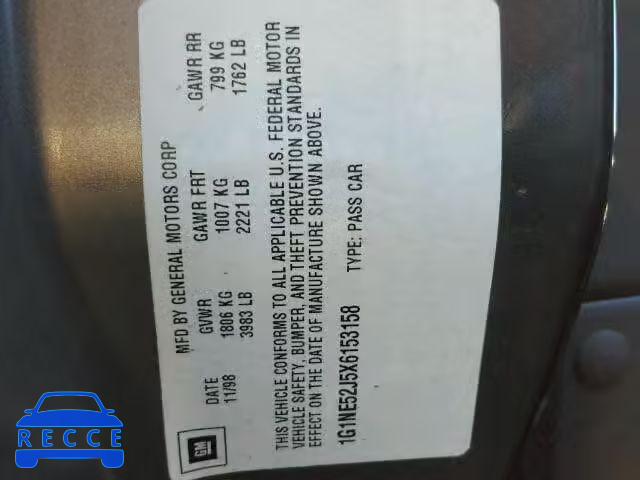 MFD BY GENERAL MOTORS CORP
DATE GVWR GAWR FRT GAWR RR
11/98 1806 KG 1007 KG 799 KG
3983 LB 2221 LB 1762 LB
THIS VEHICLE CONFORMS TO ALL APPLICABLE U.S. FEDERAL MOTOR
VEHICLE SAFETY, BUMPER, AND THEFT PREVENTION STANDARDS IN
EFFECT ON THE DATE OF MANUFACTURE SHOWN ABOVE.
1G1NE52J5X6153158 TYPE: PASS CAR
GM
RECCE